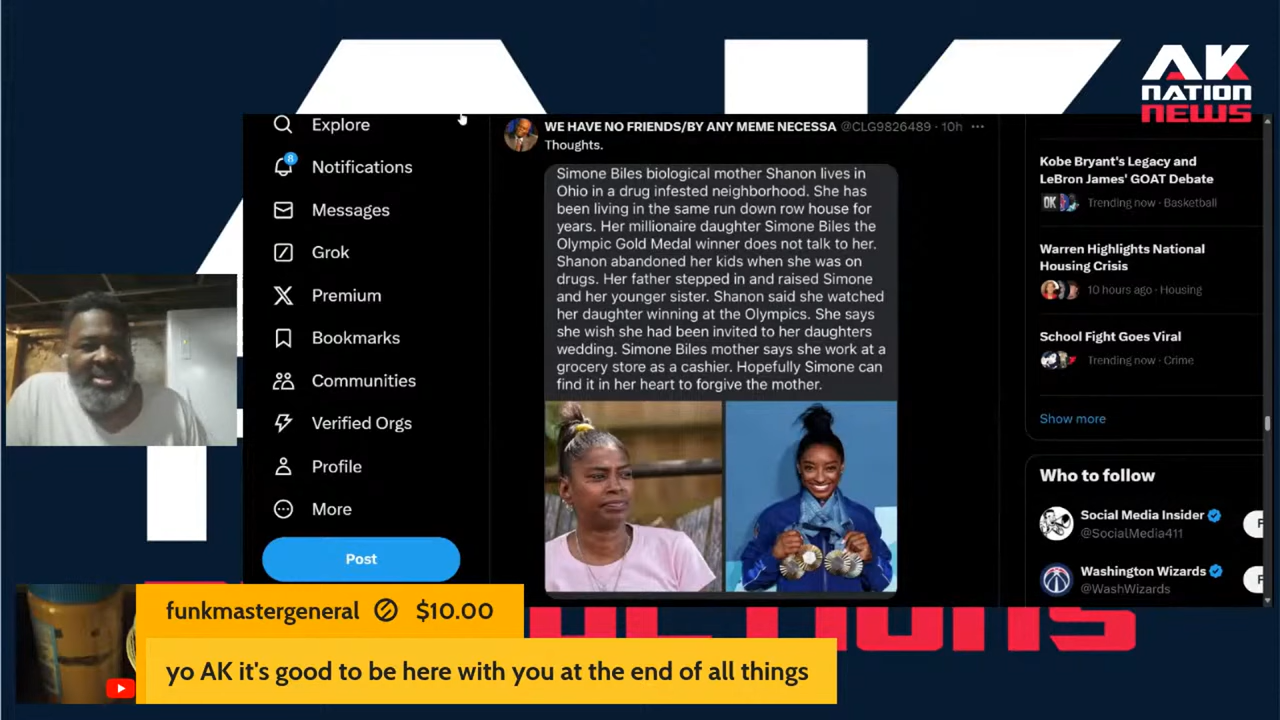 AK
NATION
NEWS
Explore
8
Notifications
Messages
Grok
Premium
Bookmarks
Communities
Verified Orgs
Profile
More
Post
WE HAVE NO FRIENDS/BY ANY MEME NECESSA @CLG9826489 · 10h ···
Thoughts.
Simone Biles biological mother Shanon lives in
Ohio in a drug infested neighborhood. She has
been living in the same run down row house for
years. Her millionaire daughter Simone Biles the
Olympic Gold Medal winner does not talk to her.
Shanon abandoned her kids when she was on
drugs. Her father stepped in and raised Simone
and her younger sister. Shanon said she watched
her daughter winning at the Olympics. She says
she wish she had been invited to her daughters
wedding. Simone Biles mother says she work at a
grocery store as a cashier. Hopefully Simone can
find it in her heart to forgive the mother.
Kobe Bryant's Legacy and
LeBron James' GOAT Debate
OK
Trending now · Basketball
Warren Highlights National
Housing Crisis
10 hours ago · Housing
School Fight Goes Viral
Trending now · Crime
Show more
Who to follow
Social Media Insider
@SocialMedia411
F
Washington Wizards
@WashWizards
F
funkmastergeneral $10.00
yo AK it's good to be here with you at the end of all things